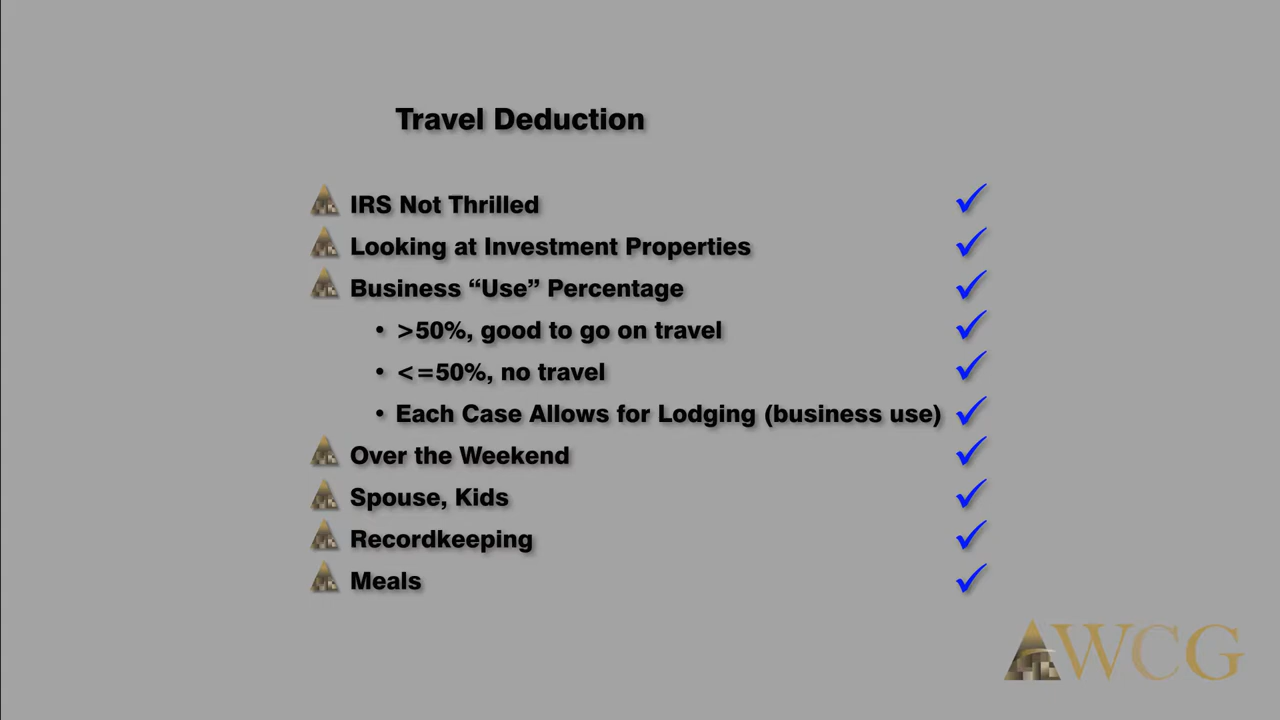 Travel Deduction
IRS Not Thrilled
Looking at Investment Properties
Business “Use” Percentage
• >50%, good to go on travel
• <=50%, no travel
• Each Case Allows for Lodging (business use)
Over the Weekend
Spouse, Kids
Recordkeeping
Meals
WCG